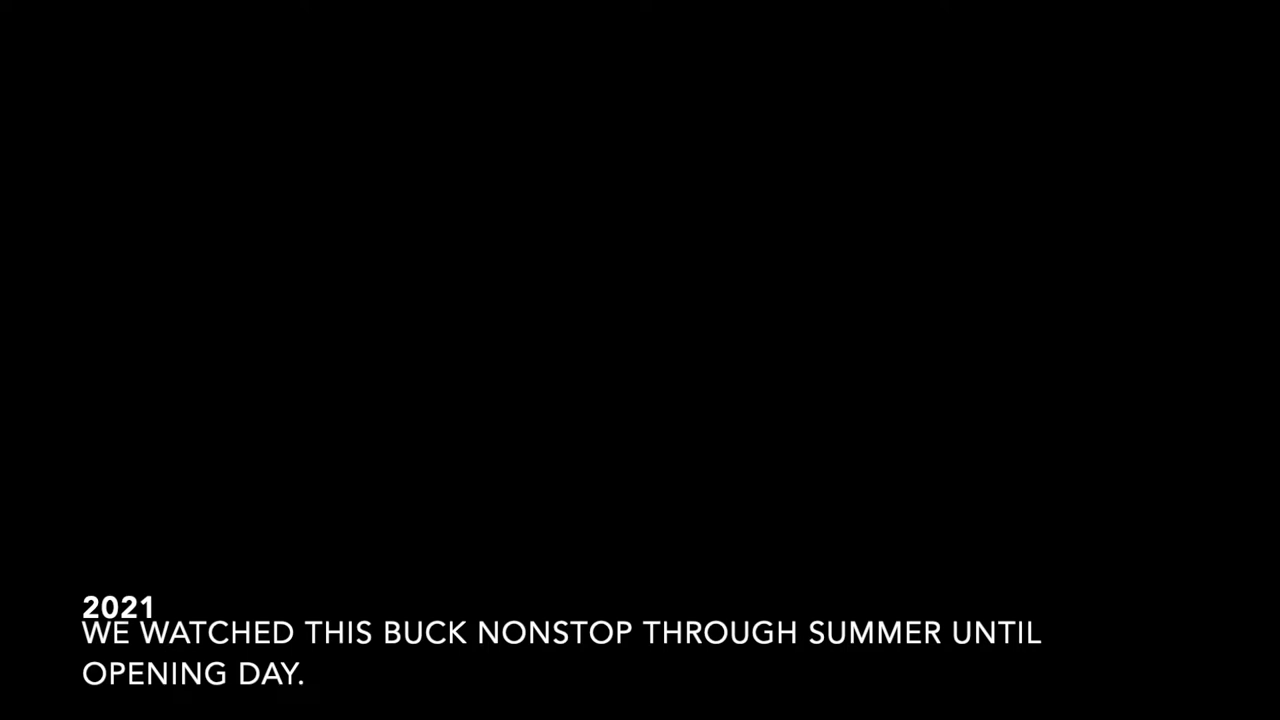 2021
WE WATCHED THIS BUCK NONSTOP THROUGH SUMMER UNTIL
OPENING DAY.